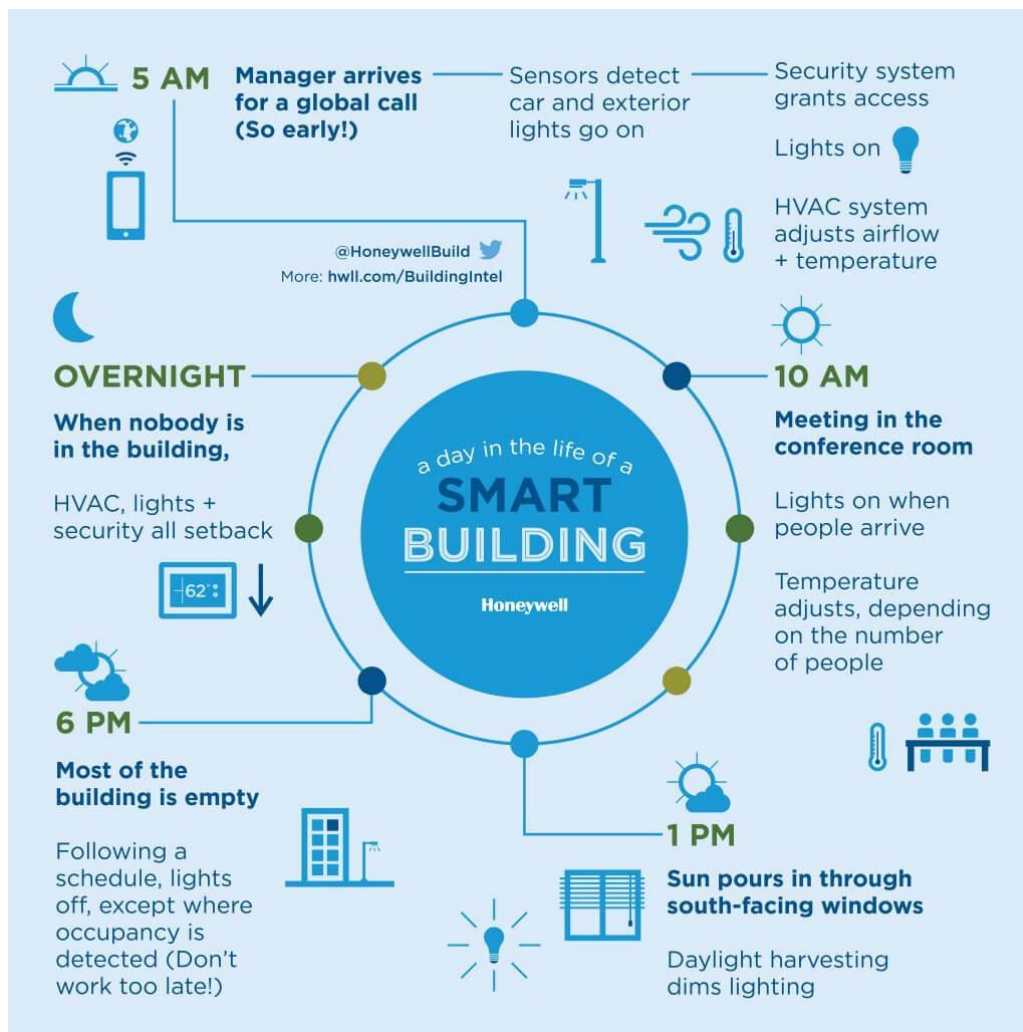 5 AM
Manager arrives
for a global call
(So early!)
Sensors detect
car and exterior
lights go on
Security system
grants access
Lights on
HVAC system
adjusts airflow
+ temperature
@HoneywellBuild
More: hwll.com/BuildingIntel
10 AM
Meeting in the
conference room
Lights on when
people arrive
Temperature
adjusts, depending
on the number
of people
a day in the life of a
SMART
BUILDING
Honeywell
1 PM
Sun pours in through
south-facing windows
Daylight harvesting
dims lighting
6 PM
Most of the
building is empty
Following a
schedule, lights
off, except where
occupancy is
detected (Don't
work too late!)
OVERNIGHT
When nobody is
in the building,
HVAC, lights +
security all setback
62°